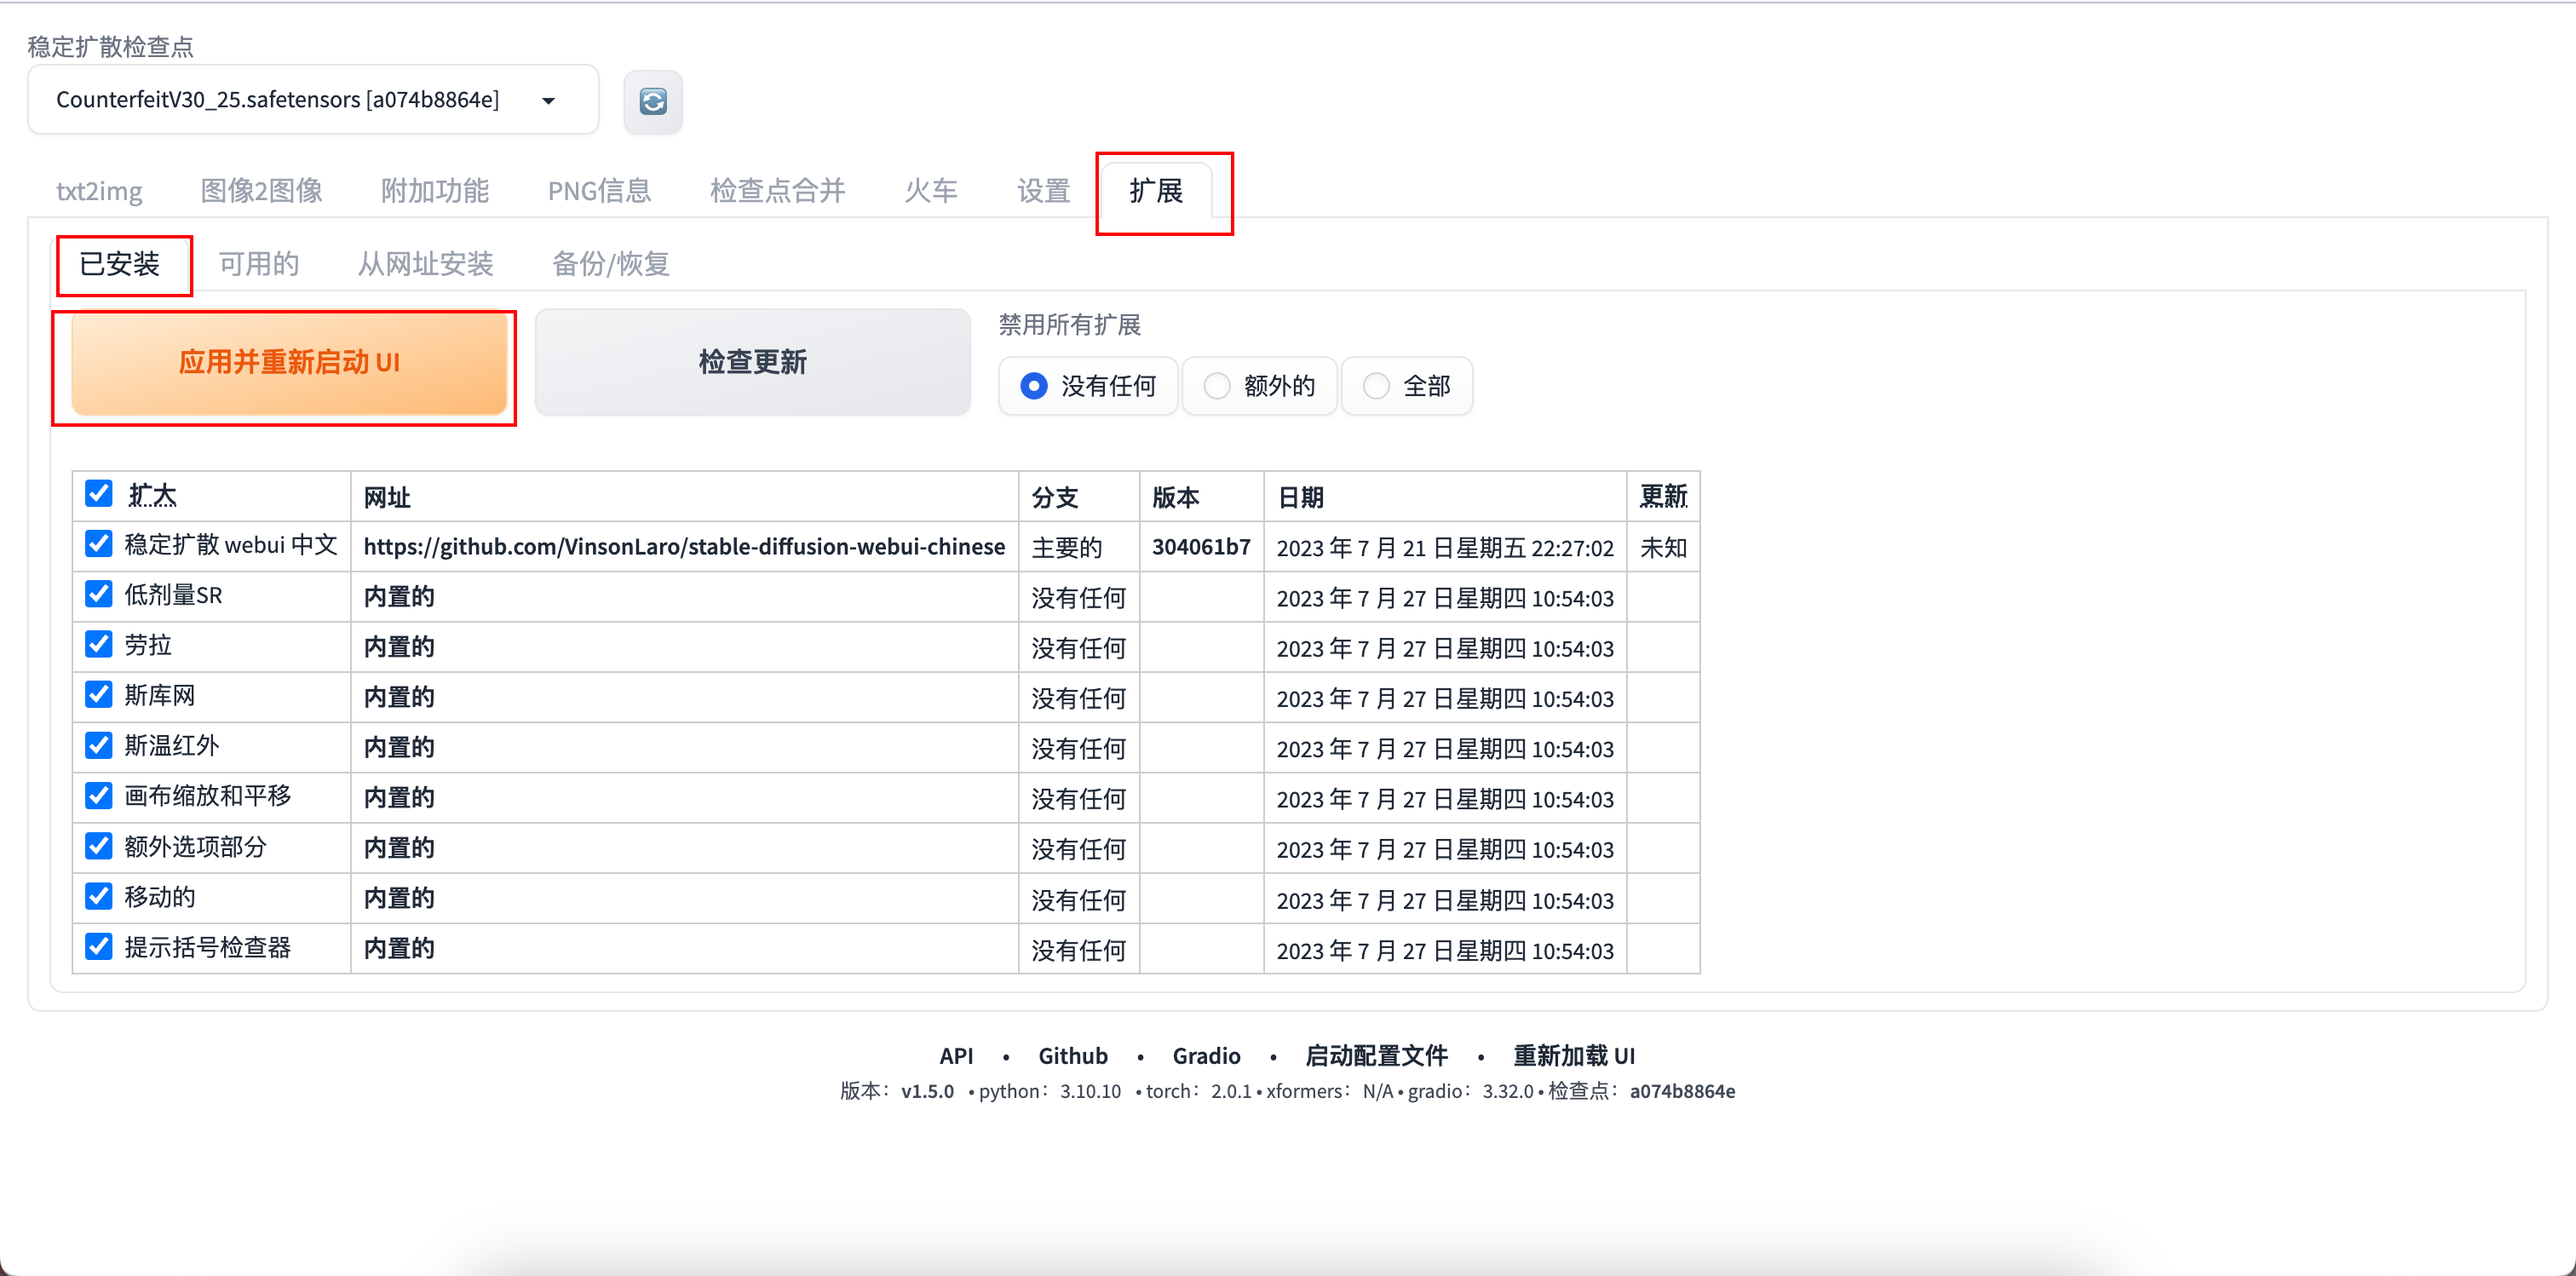 稳定扩散检查点
CounterfeitV30_25.safetensors [a074b8864e]
txt2img 图像2图像 附加功能 PNG信息 检查点合并 火车 设置 扩展
已安装 可用的 从网址安装 备份/恢复
应用并重新启动 UI 检查更新 禁用所有扩展
没有任何 额外的 全部
扩大 网址 分支 版本 日期 更新
稳定扩散 webui 中文 https://github.com/VinsonLaro/stable-diffusion-webui-chinese 主要的 304061b7 2023 年 7 月 21 日星期五 22:27:02 未知
低剂量SR 内置的 没有任何 2023 年 7 月 27 日星期四 10:54:03
劳拉 内置的 没有任何 2023 年 7 月 27 日星期四 10:54:03
斯库网 内置的 没有任何 2023 年 7 月 27 日星期四 10:54:03
斯温红外 内置的 没有任何 2023 年 7 月 27 日星期四 10:54:03
画布缩放和平移 内置的 没有任何 2023 年 7 月 27 日星期四 10:54:03
额外选项部分 内置的 没有任何 2023 年 7 月 27 日星期四 10:54:03
移动的 内置的 没有任何 2023 年 7 月 27 日星期四 10:54:03
提示括号检查器 内置的 没有任何 2023 年 7 月 27 日星期四 10:54:03
API • Github • Gradio • 启动配置文件 • 重新加载 UI
版本：v1.5.0 • python：3.10.10 • torch：2.0.1 • xformers：N/A • gradio：3.32.0 • 检查点：a074b8864e